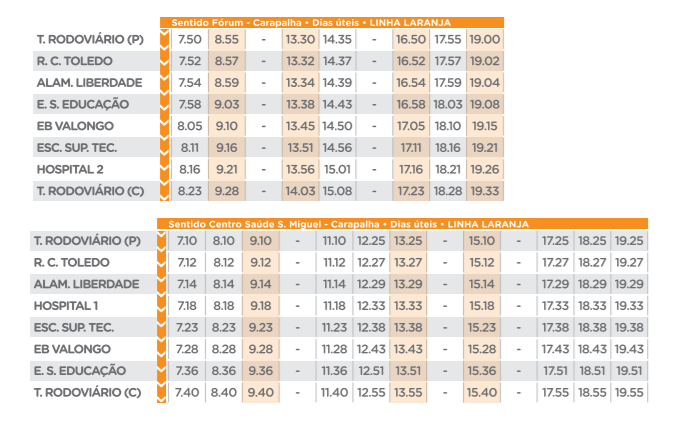 Sentido Fórum - Carapalha • Dias úteis • LINHA LARANJA
T. RODOVIÁRIO (P) 7.50 8.55 - 13.30 14.35 - 16.50 17.55 19.00
R. C. TOLEDO 7.52 8.57 - 13.32 14.37 - 16.52 17.57 19.02
ALAM. LIBERDADE 7.54 8.59 - 13.34 14.39 - 16.54 17.59 19.04
E. S. EDUCAÇÃO 7.58 9.03 - 13.38 14.43 - 16.58 18.03 19.08
EB VALONGO 8.05 9.10 - 13.45 14.50 - 17.05 18.10 19.15
ESC. SUP. TEC. 8.11 9.16 - 13.51 14.56 - 17.11 18.16 19.21
HOSPITAL 2 8.16 9.21 - 13.56 15.01 - 17.16 18.21 19.26
T. RODOVIÁRIO (C) 8.23 9.28 - 14.03 15.08 - 17.23 18.28 19.33
Sentido Centro Saúde S. Miguel - Carapalha • Dias úteis • LINHA LARANJA
T. RODOVIÁRIO (P) 7.10 8.10 9.10 - 11.10 12.25 13.25 - 15.10 - 17.25 18.25 19.25
R. C. TOLEDO 7.12 8.12 9.12 - 11.12 12.27 13.27 - 15.12 - 17.27 18.27 19.27
ALAM. LIBERDADE 7.14 8.14 9.14 - 11.14 12.29 13.29 - 15.14 - 17.29 18.29 19.29
HOSPITAL 1 7.18 8.18 9.18 - 11.18 12.33 13.33 - 15.18 - 17.33 18.33 19.33
ESC. SUP. TEC. 7.23 8.23 9.23 - 11.23 12.38 13.38 - 15.23 - 17.38 18.38 19.38
EB VALONGO 7.28 8.28 9.28 - 11.28 12.43 13.43 - 15.28 - 17.43 18.43 19.43
E. S. EDUCAÇÃO 7.36 8.36 9.36 - 11.36 12.51 13.51 - 15.36 - 17.51 18.51 19.51
T. RODOVIÁRIO (C) 7.40 8.40 9.40 - 11.40 12.55 13.55 - 15.40 - 17.55 18.55 19.55